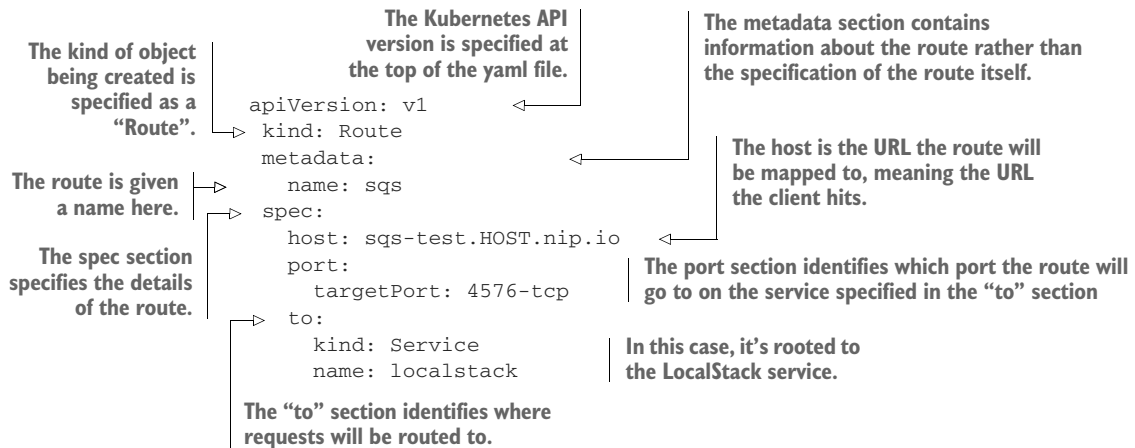 The Kubernetes API
version is specified at
the top of the yaml file.
The metadata section contains
information about the route rather than
the specification of the route itself.
The kind of object
being created is
specified as a
“Route”.
apiVersion: v1
kind: Route
metadata:
name: sqs
spec:
host: sqs-test.HOST.nip.io
port:
targetPort: 4576-tcp
to:
kind: Service
name: localstack
The host is the URL the route will
be mapped to, meaning the URL
the client hits.
The route is given
a name here.
The spec section
specifies the details
of the route.
The port section identifies which port the route will
go to on the service specified in the “to” section
In this case, it’s rooted to
the LocalStack service.
The “to” section identifies where
requests will be routed to.